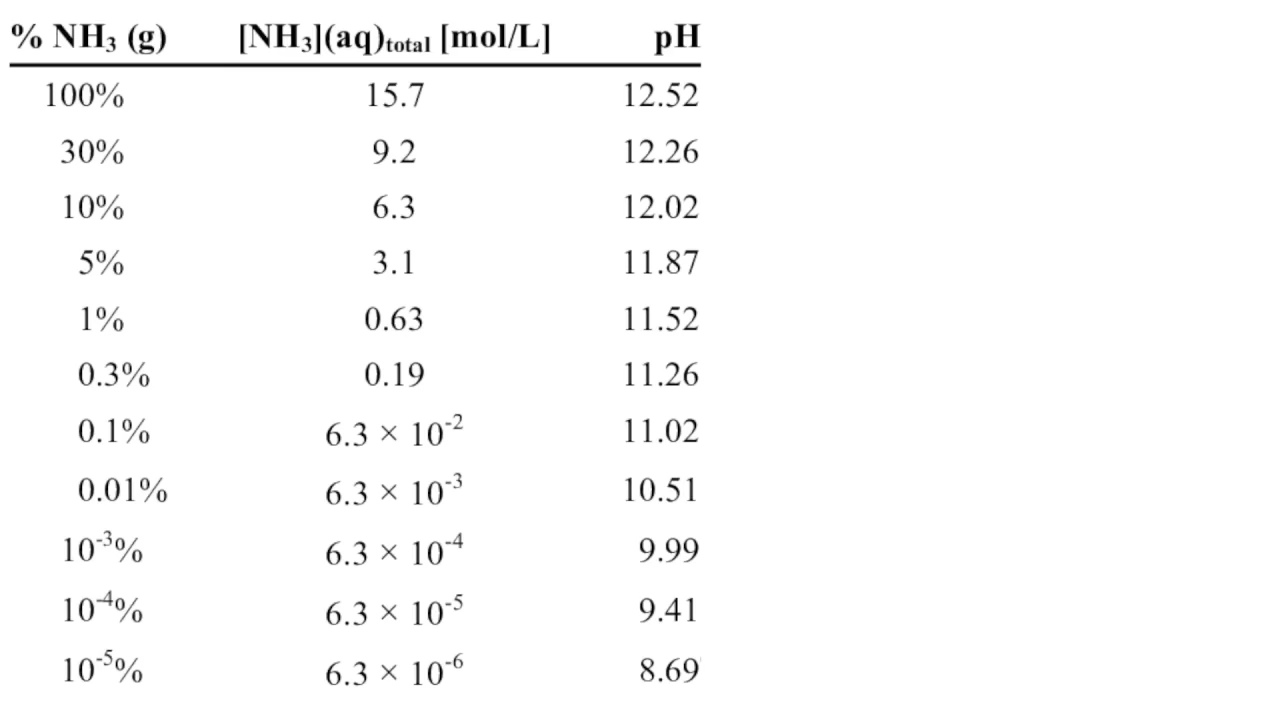 % NH₃ (g) [NH₃](aq)total [mol/L] pH
100% 15.7 12.52
30% 9.2 12.26
10% 6.3 12.02
5% 3.1 11.87
1% 0.63 11.52
0.3% 0.19 11.26
0.1% 6.3 × 10⁻² 11.02
0.01% 6.3 × 10⁻³ 10.51
10⁻³% 6.3 × 10⁻⁴ 9.99
10⁻⁴% 6.3 × 10⁻⁵ 9.41
10⁻⁵% 6.3 × 10⁻⁶ 8.69